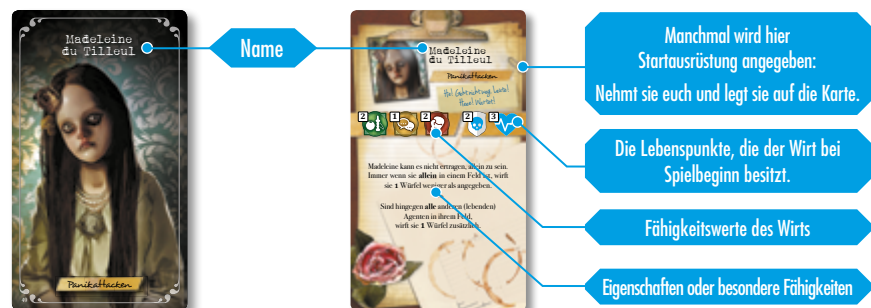 Madeleine
du Tilleul
Panikattacken
Name
Madeleine
du Tilleul
Panikattacken
2
1
2
2
3
Madeleine kann es nicht ertragen, allein zu sein.
Immer wenn sie allein in einem Feld ist, wirft
sie 1 Würfel weniger als angegeben.
Sind hingegen alle anderen (lebenden)
Agenten in ihrem Feld,
wirft sie 1 Würfel zusätzlich.
Manchmal wird hier
Startausrüstung angegeben:
Nehmt sie euch und legt sie auf die Karte.
Die Lebenspunkte, die der Wirt bei
Spielbeginn besitzt.
Fähigkeitswerte des Wirts
Eigenschaften oder besondere Fähigkeiten